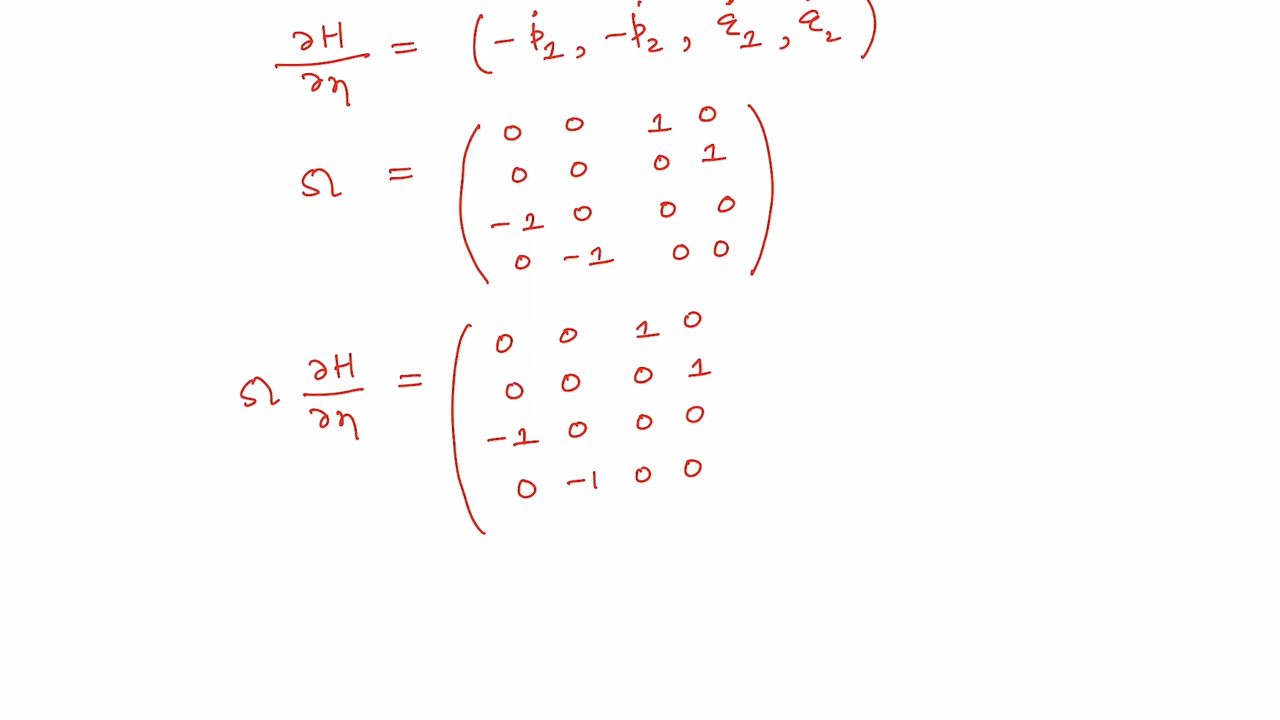 ∂H/∂η = (-ṗ₁, -ṗ₂, q̇₁, q̇₂)
Ω = (0 0 1 0
0 0 0 1
-1 0 0 0
0 -1 0 0)
Ω ∂H/∂η = (0 0 1 0
0 0 0 1
-1 0 0 0
0 -1 0 0